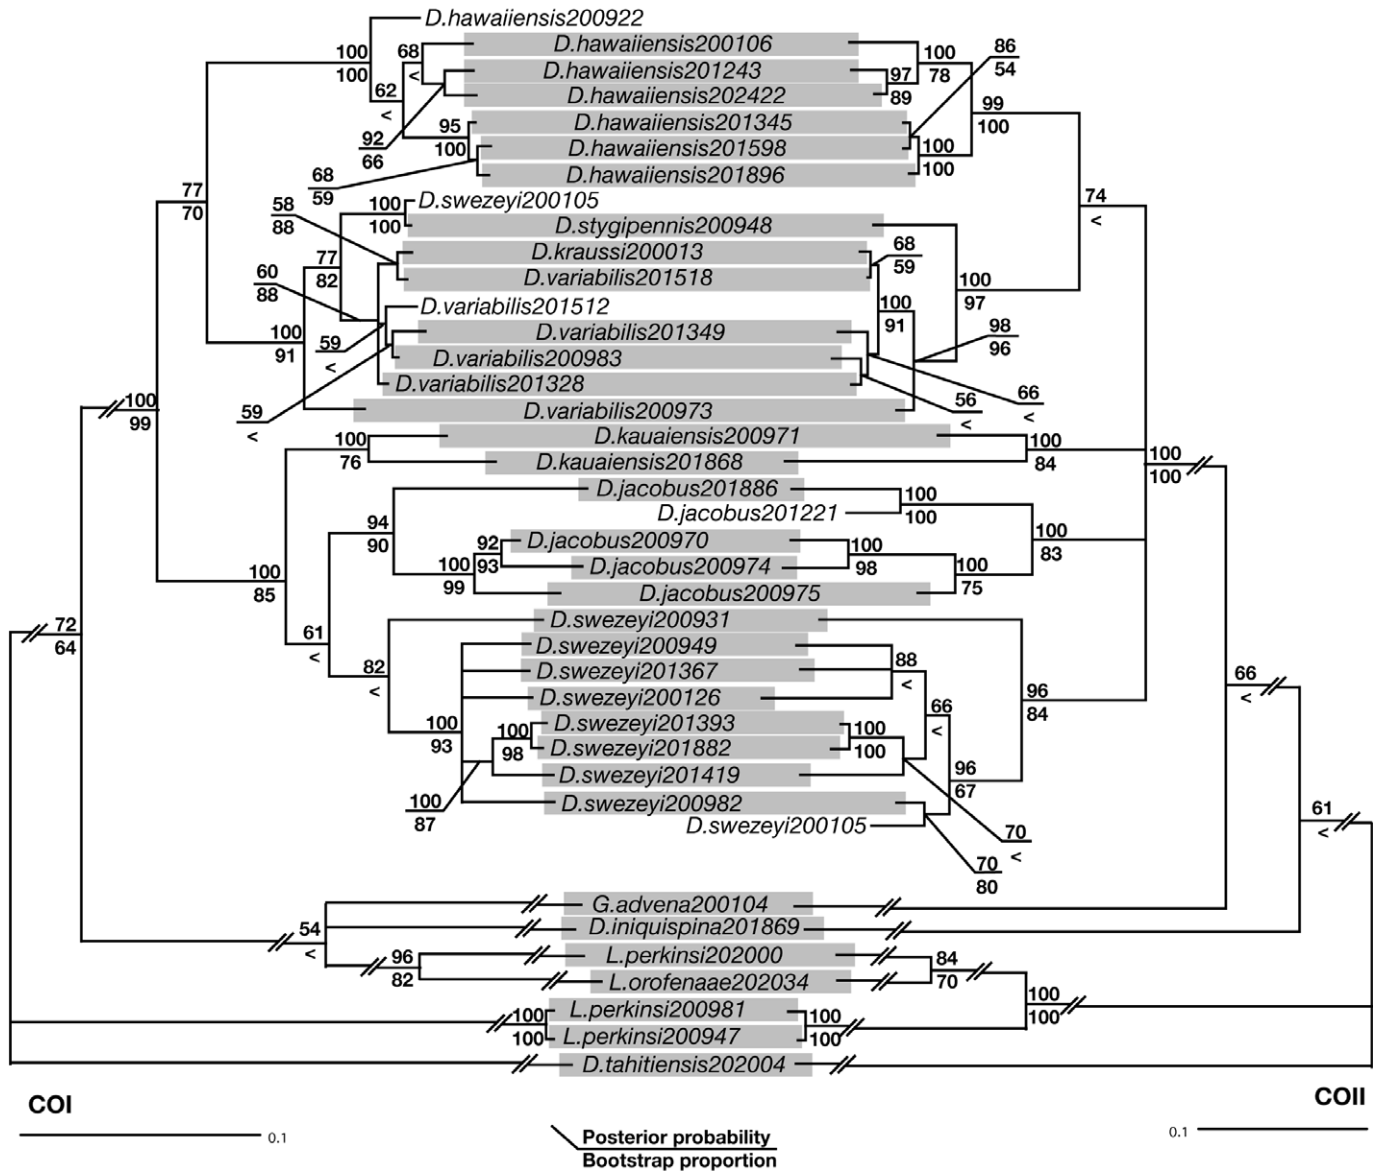 D.hawaiiensis200922
100
100
68
<
D.hawaiiensis200106
100
78
86
54
D.hawaiiensis201243
97
89
62
<
D.hawaiiensis202422
99
100
92
66
95
100
D.hawaiiensis201345
D.hawaiiensis201598
100
100
68
59
D.hawaiiensis201896
77
70
74
<
D.swezeyi200105
100
100
58
88
D.stygipennis200948
77
82
D.kraussi200013
68
59
60
88
D.variabilis201518
100
97
D.variabilis201512
100
91
100
91
D.variabilis201349
98
96
59
<
D.variabilis200983
D.variabilis201328
66
<
56
<
59
<
D.variabilis200973
100
99
D.kauaiensis200971
100
76
100
84
D.kauaiensis201868
100
100
D.jacobus201886
100
100
D.jacobus201221
94
90
D.jacobus200970
92
93
100
98
100
83
D.jacobus200974
100
99
100
75
D.jacobus200975
100
85
D.swezeyi200931
72
64
61
<
D.swezeyi200949
88
<
82
<
D.swezeyi201367
66
<
D.swezeyi200126
96
84
D.swezeyi201393
66
<
100
93
100
98
100
100
D.swezeyi201882
D.swezeyi201419
96
67
100
87
D.swezeyi200982
D.swezeyi200105
61
<
70
<
70
80
G.advena200104
54
<
D.iniquispina201869
96
82
L.perkinsi202000
84
70
L.orofenaae202034
100
100
L.perkinsi200981
100
100
100
100
L.perkinsi200947
D.tahitiensis202004
COI
COII
0.1
0.1
Posterior probability
Bootstrap proportion